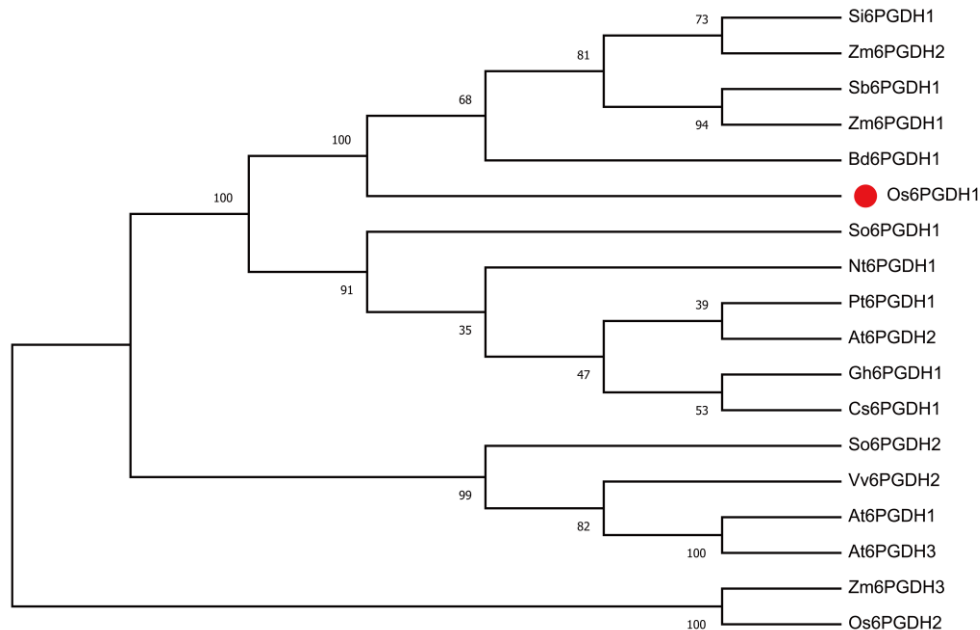 Si6PGDH1
73
Zm6PGDH2
81
Sb6PGDH1
68
94
Zm6PGDH1
100
Bd6PGDH1
100
Os6PGDH1
So6PGDH1
91
Nt6PGDH1
39
Pt6PGDH1
35
At6PGDH2
47
Gh6PGDH1
53
Cs6PGDH1
So6PGDH2
99
Vv6PGDH2
82
At6PGDH1
100
At6PGDH3
Zm6PGDH3
100
Os6PGDH2